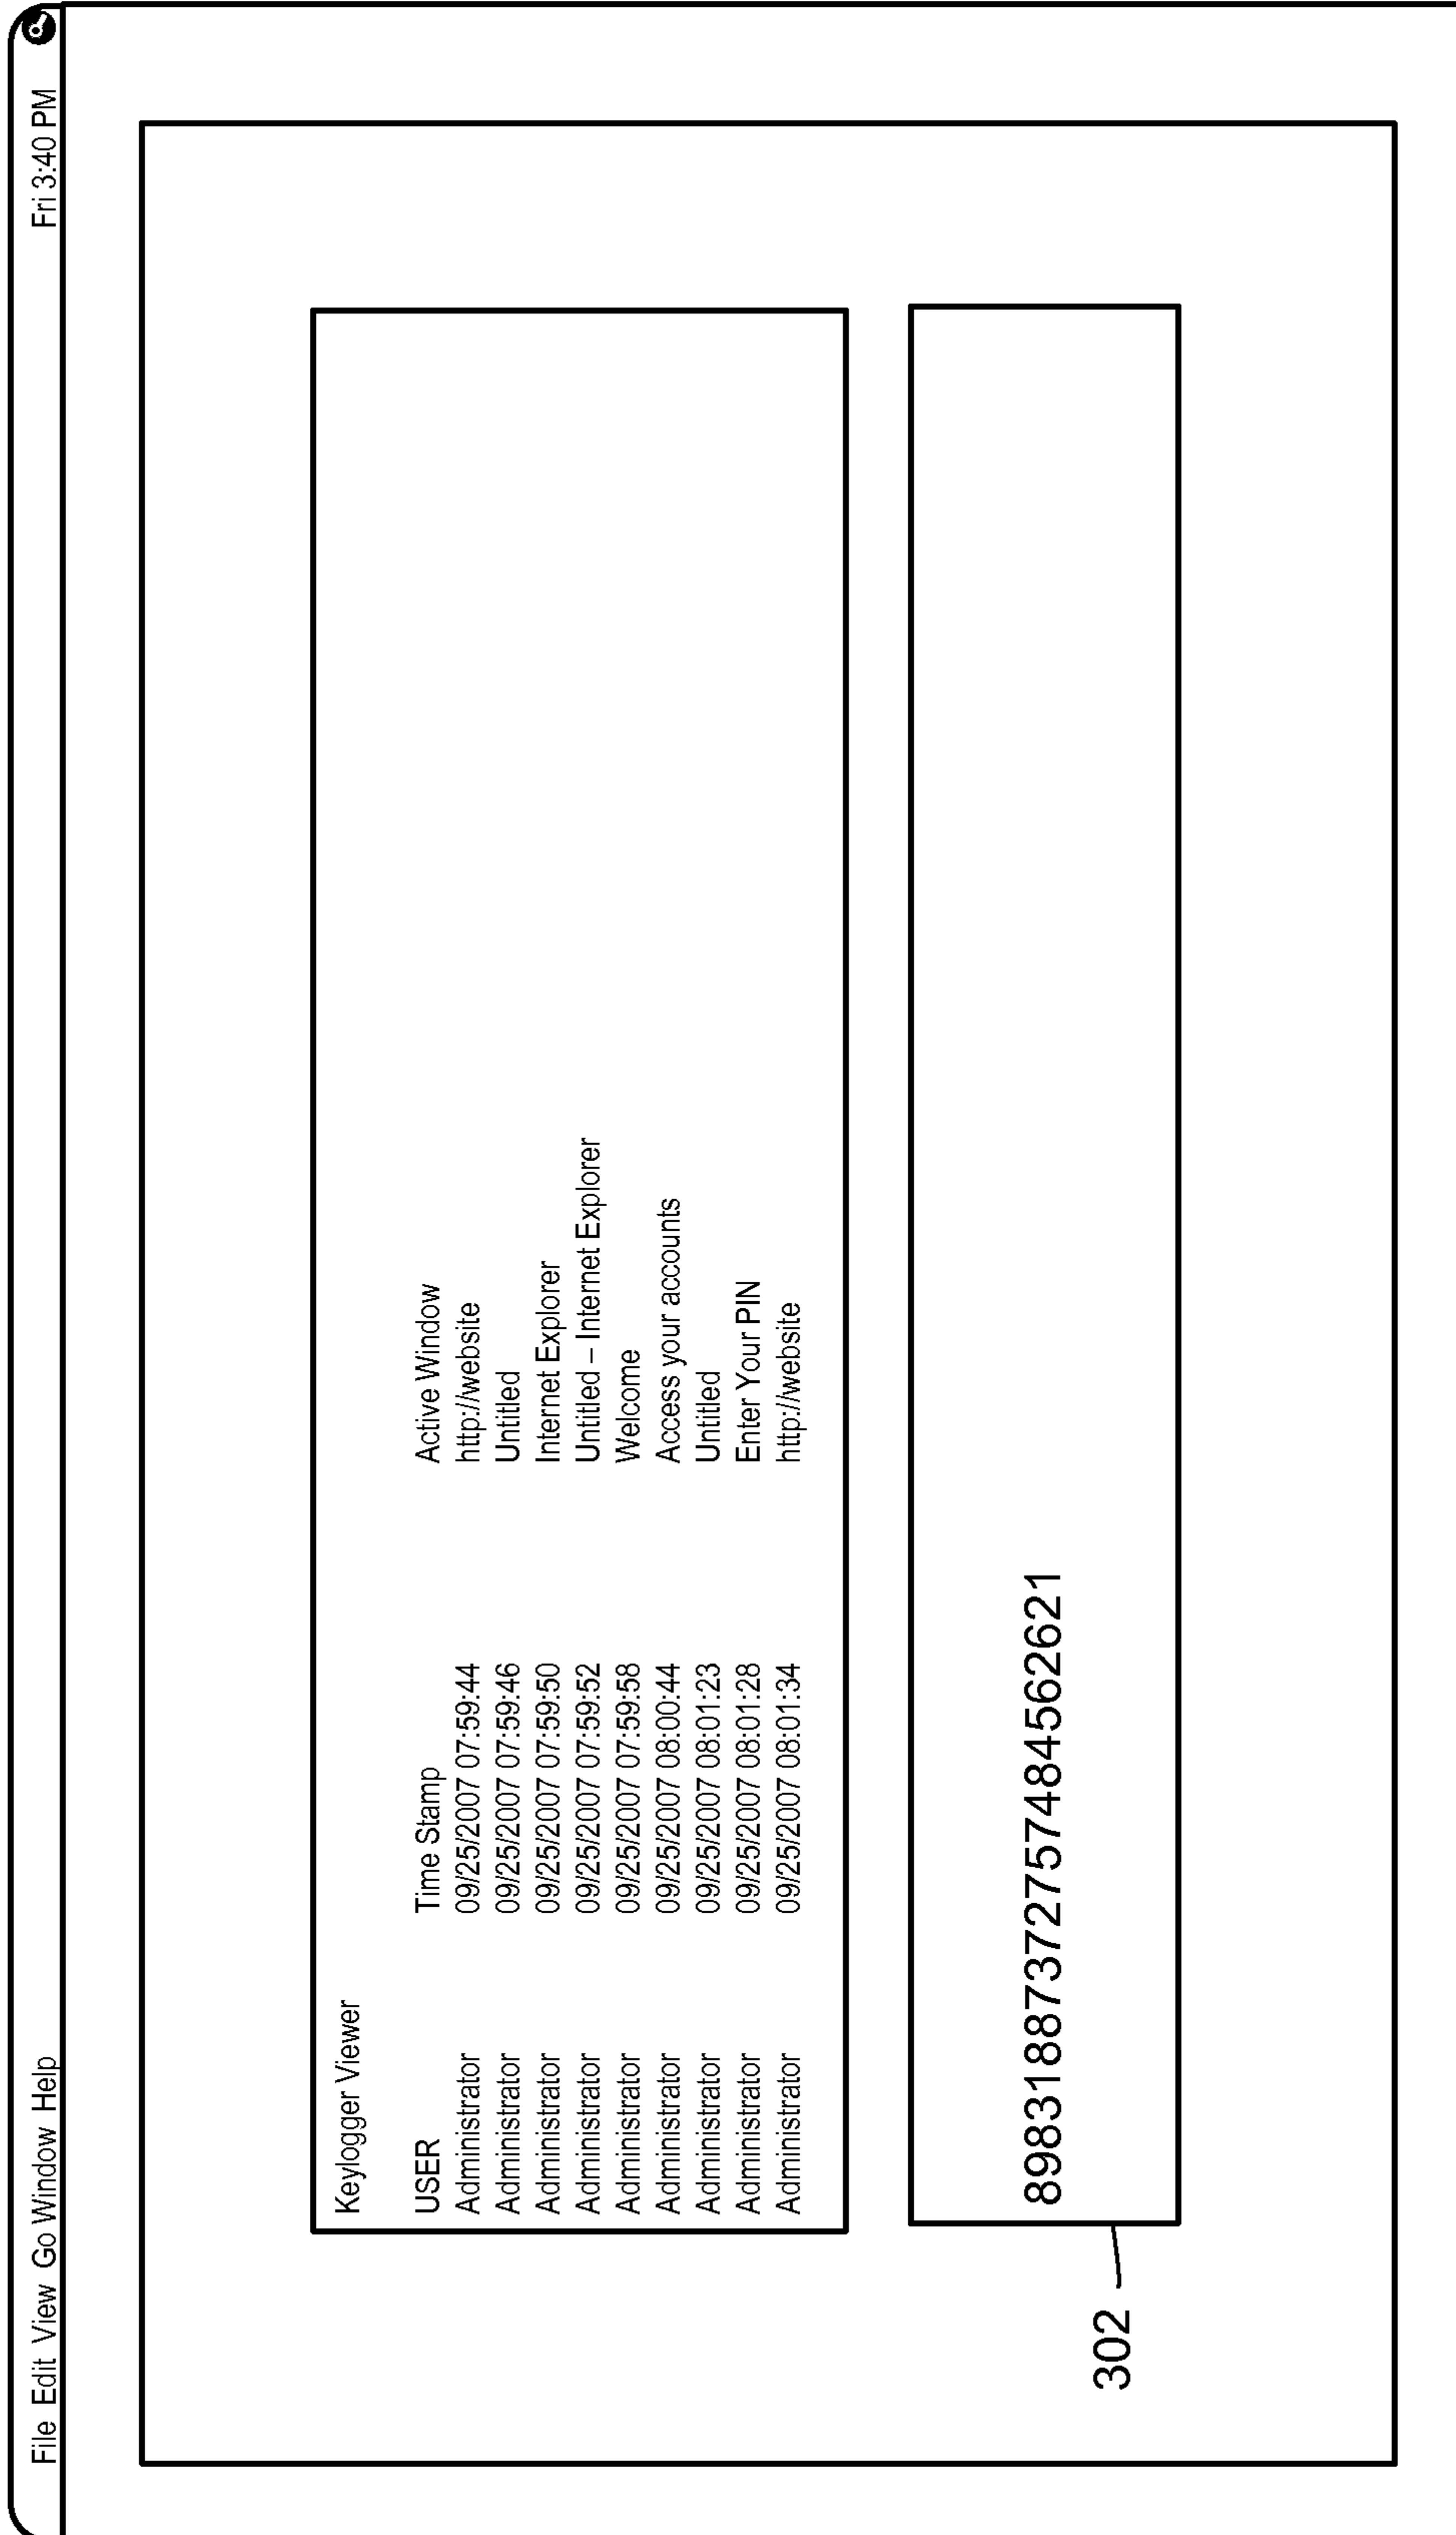 File Edit View Go Window Help Fri 3:40 PM
Keylogger Viewer
USER Time Stamp Active Window
Administrator 09/25/2007 07:59:44 http://website
Administrator 09/25/2007 07:59:46 Untitled
Administrator 09/25/2007 07:59:50 Internet Explorer
Administrator 09/25/2007 07:59:52 Untitled – Internet Explorer
Administrator 09/25/2007 07:59:58 Welcome
Administrator 09/25/2007 08:00:44 Access your accounts
Administrator 09/25/2007 08:01:23 Untitled
Administrator 09/25/2007 08:01:28 Enter Your PIN
Administrator 09/25/2007 08:01:34 http://website
89831887372757484562621
302